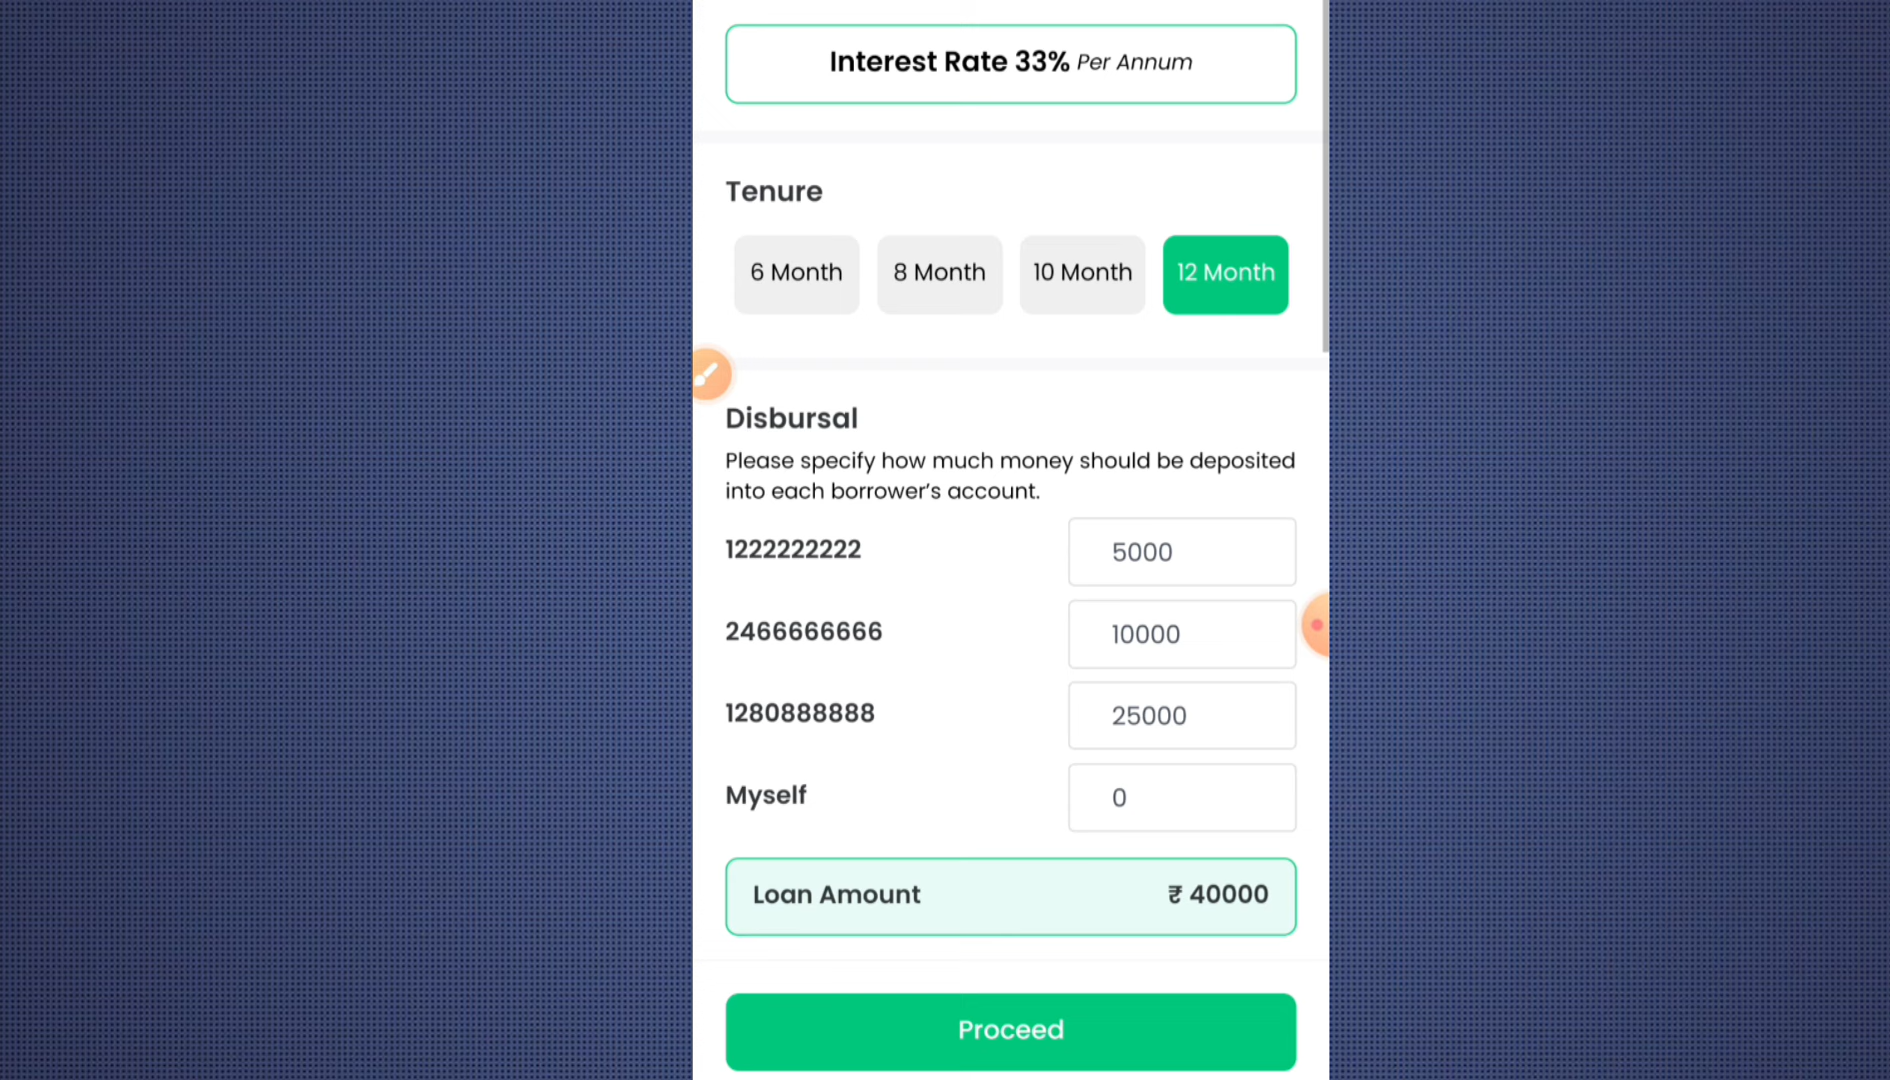 Interest Rate 33% Per Annum
Tenure
6 Month 8 Month 10 Month 12 Month
Disbursal
Please specify how much money should be deposited
into each borrower’s account.
1222222222 5000
2466666666 10000
1280888888 25000
Myself 0
Loan Amount ₹ 40000
Proceed